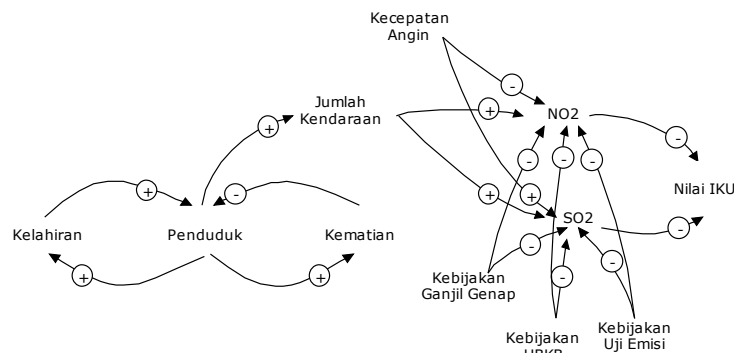 Kecepatan
Angin
Jumlah
Kendaraan
NO2
Nilai IKU
SO2
Kelahiran
Penduduk
Kematian
Kebijakan
Ganjil Genap
Kebijakan
Kebijakan
Uji Emisi
+
-
+
-
+
-
+
+
-
-
-
-
+
+
-
-
-
-
-